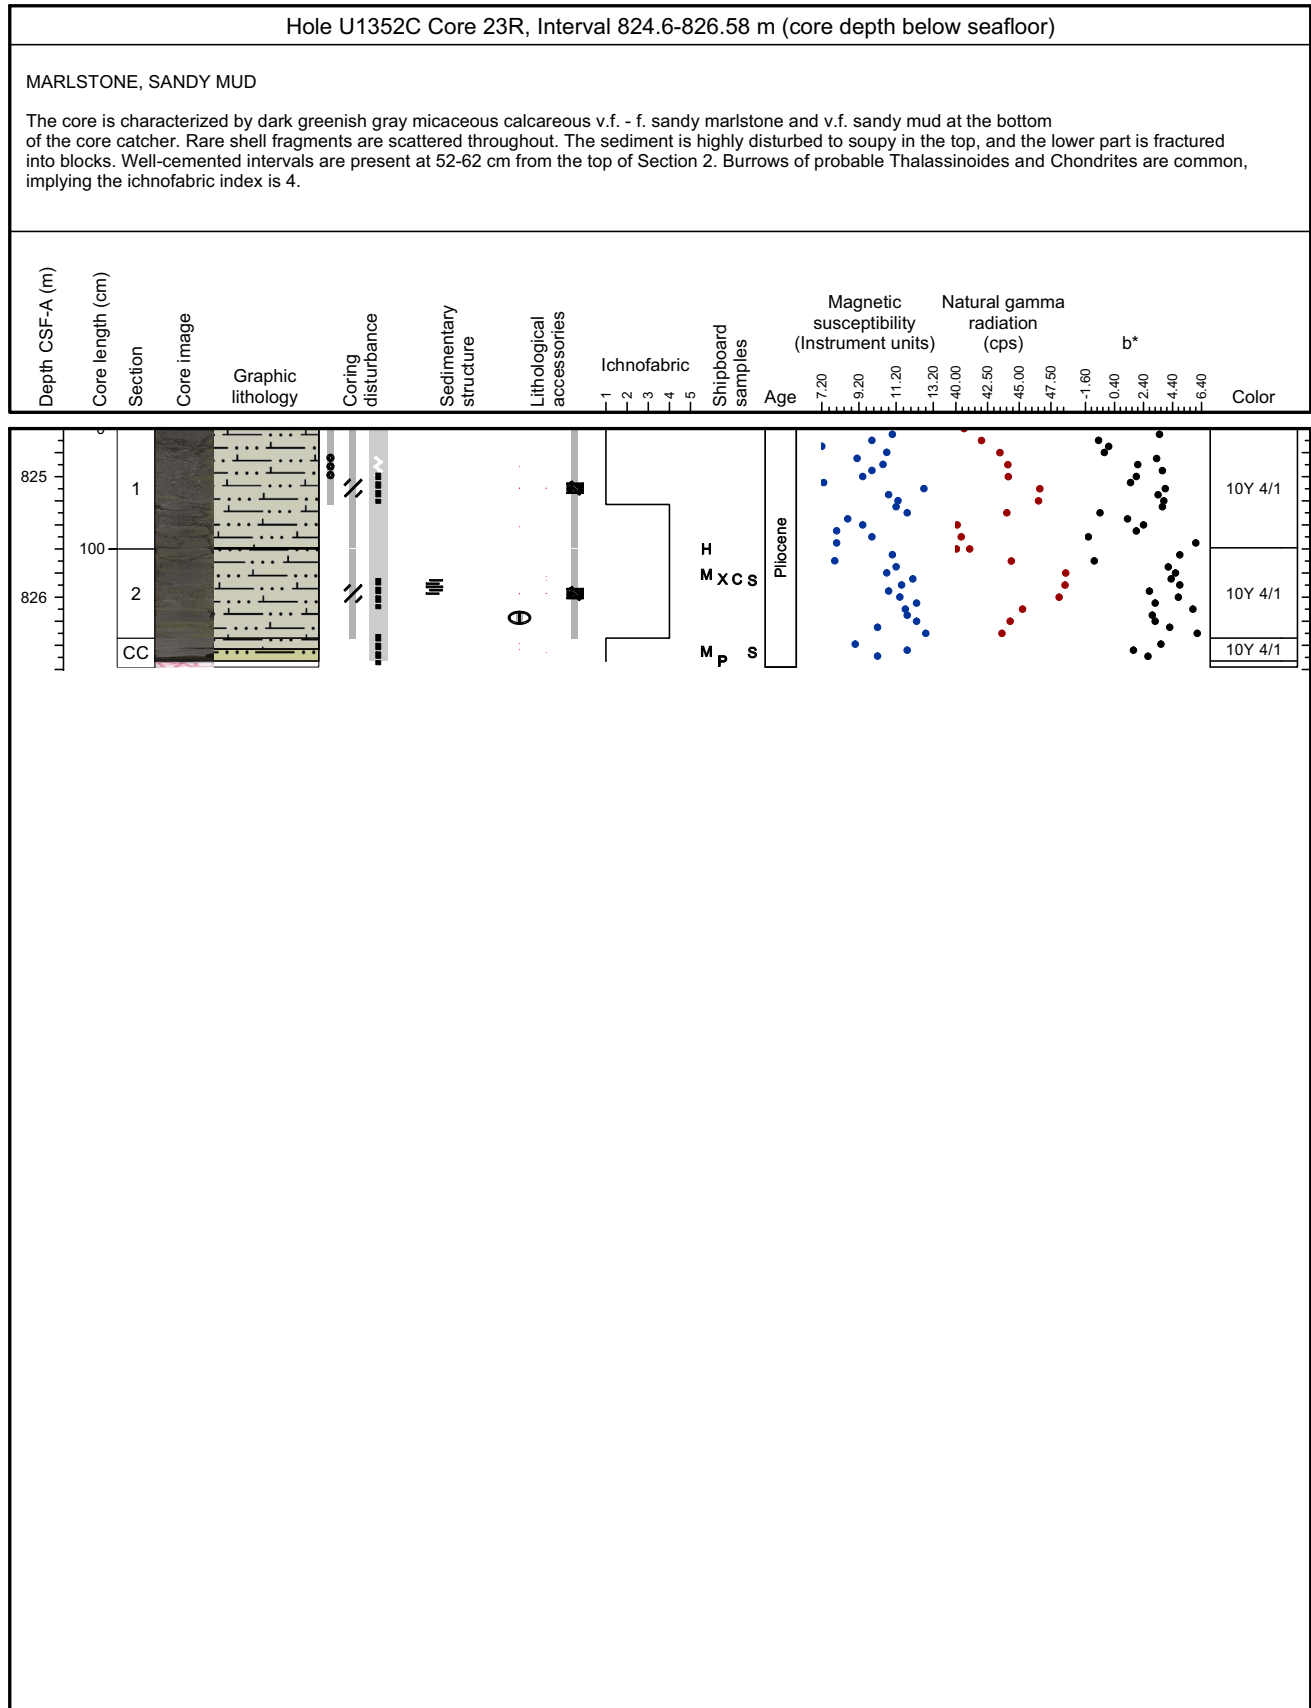 Hole U1352C Core 23R, Interval 824.6-826.58 m (core depth below seafloor)
MARLSTONE, SANDY MUD
The core is characterized by dark greenish gray micaceous calcareous v.f. - f. sandy marlstone and v.f. sandy mud at the bottom
of the core catcher. Rare shell fragments are scattered throughout. The sediment is highly disturbed to soupy in the top, and the lower part is fractured
into blocks. Well-cemented intervals are present at 52-62 cm from the top of Section 2. Burrows of probable Thalassinoides and Chondrites are common,
implying the ichnofabric index is 4.
Depth CSF-A (m)
Core length (cm)
Section
Core image
Graphic
lithology
Coring
disturbance
Sedimentary
structure
Lithological
accessories
Ichnofabric
1 2 3 4 5
Shipboard
samples
Age
Magnetic
susceptibility
(Instrument units)
7.20 9.20 11.20 13.20
Natural gamma
radiation
(cps)
40.00 42.50 45.00 47.50
b*
-1.60 0.40 2.40 4.40 6.40
Color
825
826
0
100
1
2
CC
H
M X C S
M P S
Pliocene
10Y 4/1
10Y 4/1
10Y 4/1